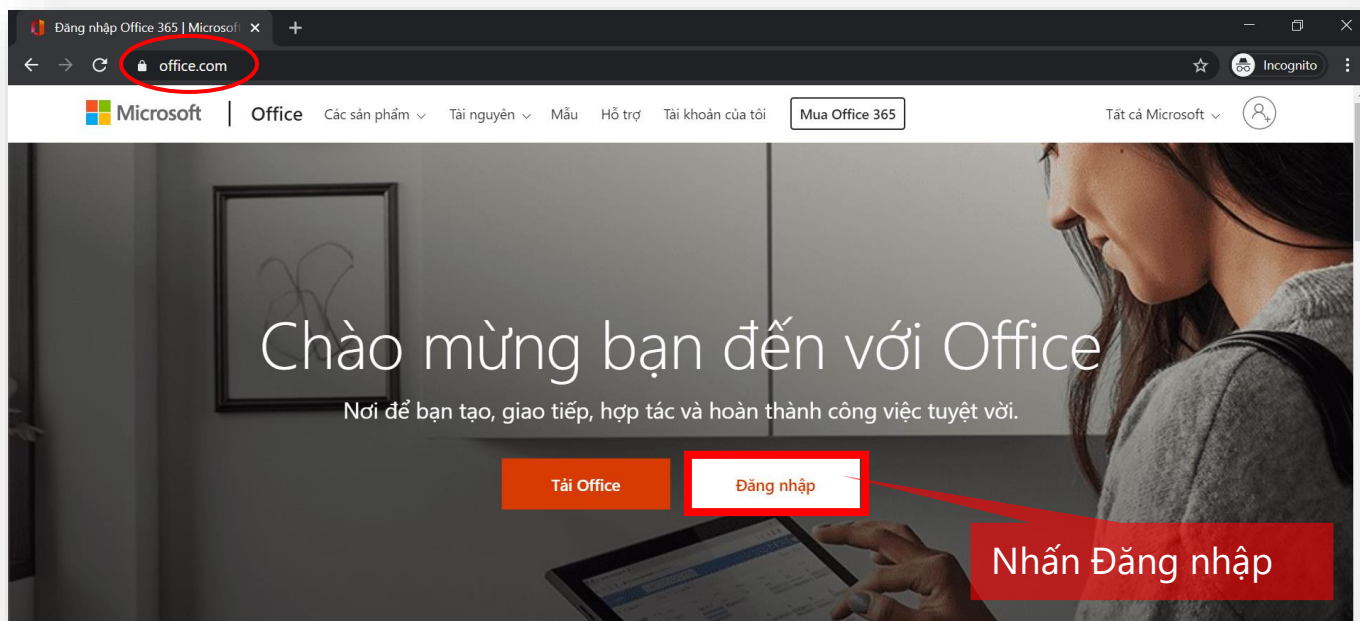 Đăng nhập Office 365 | Microsoft
office.com
Incognito
Microsoft | Office Các sản phẩm Tài nguyên Mẫu Hỗ trợ Tài khoản của tôi Mua Office 365 Tất cả Microsoft
Chào mừng bạn đến với Office
Nơi để bạn tạo, giao tiếp, hợp tác và hoàn thành công việc tuyệt vời.
Tải Office Đăng nhập
Nhấn Đăng nhập